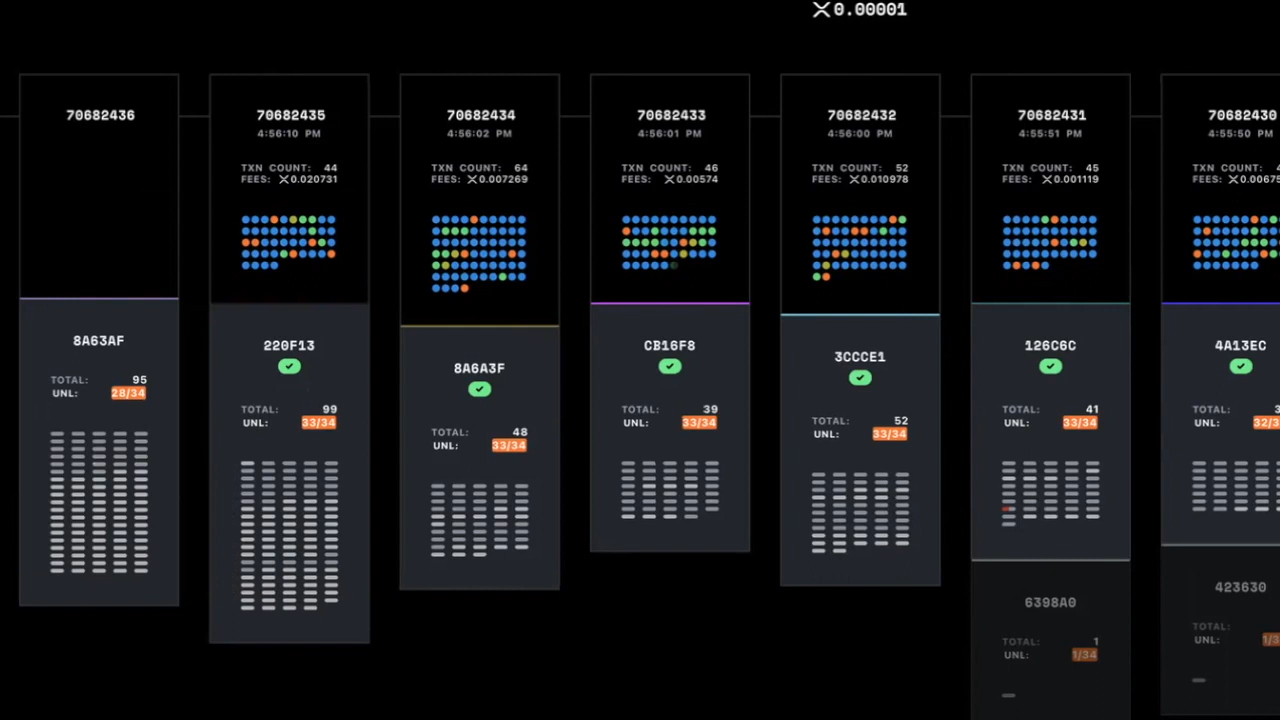 0.00001
70682436
8A63AF
TOTAL: 95
UNL: 28/34
70682435
4:56:10 PM
TXN COUNT: 44
FEES: 0.020731
220F13
TOTAL: 99
UNL: 33/34
70682434
4:56:02 PM
TXN COUNT: 64
FEES: 0.007269
8A6A3F
TOTAL: 48
UNL: 33/34
70682433
4:56:01 PM
TXN COUNT: 46
FEES: 0.00574
CB16F8
TOTAL: 39
UNL: 33/34
70682432
4:56:00 PM
TXN COUNT: 52
FEES: 0.010978
3CCCE1
TOTAL: 52
UNL: 33/34
70682431
4:55:51 PM
TXN COUNT: 45
FEES: 0.001119
126C6C
TOTAL: 41
UNL: 33/34
6398A0
TOTAL: 1
UNL: 1/34
70682430
4:55:50 PM
TXN COUNT:
FEES: 0.00675
4A13EC
TOTAL:
UNL: 32/3
423630
TOTAL:
UNL: 1/3